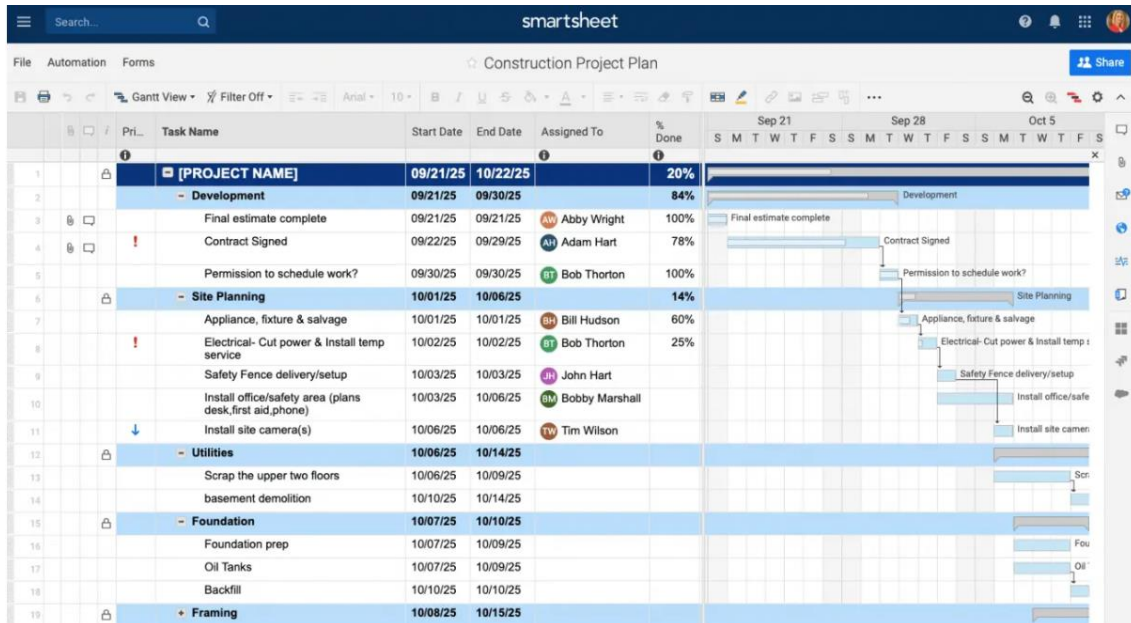 Search...
smartsheet
File Automation Forms
Construction Project Plan
Share
Gantt View
Filter Off
Arial
10
B I U S A
Pri... Task Name Start Date End Date Assigned To % Done
Sep 21 Sep 28 Oct 5
S M T W T F S S M T W T F S S M T W T F S
1 [PROJECT NAME] 09/21/25 10/22/25 20%
2 Development 09/21/25 09/30/25 84% Development
3 Final estimate complete 09/21/25 09/21/25 AW Abby Wright 100% Final estimate complete
4 ! Contract Signed 09/22/25 09/29/25 AH Adam Hart 78% Contract Signed
5 Permission to schedule work? 09/30/25 09/30/25 BT Bob Thorton 100% Permission to schedule work?
6 Site Planning 10/01/25 10/06/25 14% Site Planning
7 Appliance, fixture & salvage 10/01/25 10/01/25 BH Bill Hudson 60% Appliance, fixture & salvage
8 ! Electrical- Cut power & Install temp 10/02/25 10/02/25 BT Bob Thorton 25% Electrical- Cut power & Install temp s
service
9 Safety Fence delivery/setup 10/03/25 10/03/25 JH John Hart Safety Fence delivery/setup
10 Install office/safety area (plans 10/03/25 10/06/25 BM Bobby Marshall Install office/safe
desk,first aid,phone)
11 Install site camera(s) 10/06/25 10/06/25 TW Tim Wilson Install site camer
12 Utilities 10/06/25 10/14/25
13 Scrap the upper two floors 10/06/25 10/09/25 Scr
14 basement demolition 10/10/25 10/14/25
15 Foundation 10/07/25 10/10/25
16 Foundation prep 10/07/25 10/09/25 Fou
17 Oil Tanks 10/07/25 10/09/25 Oil
18 Backfill 10/10/25 10/10/25
19 Framing 10/08/25 10/15/25